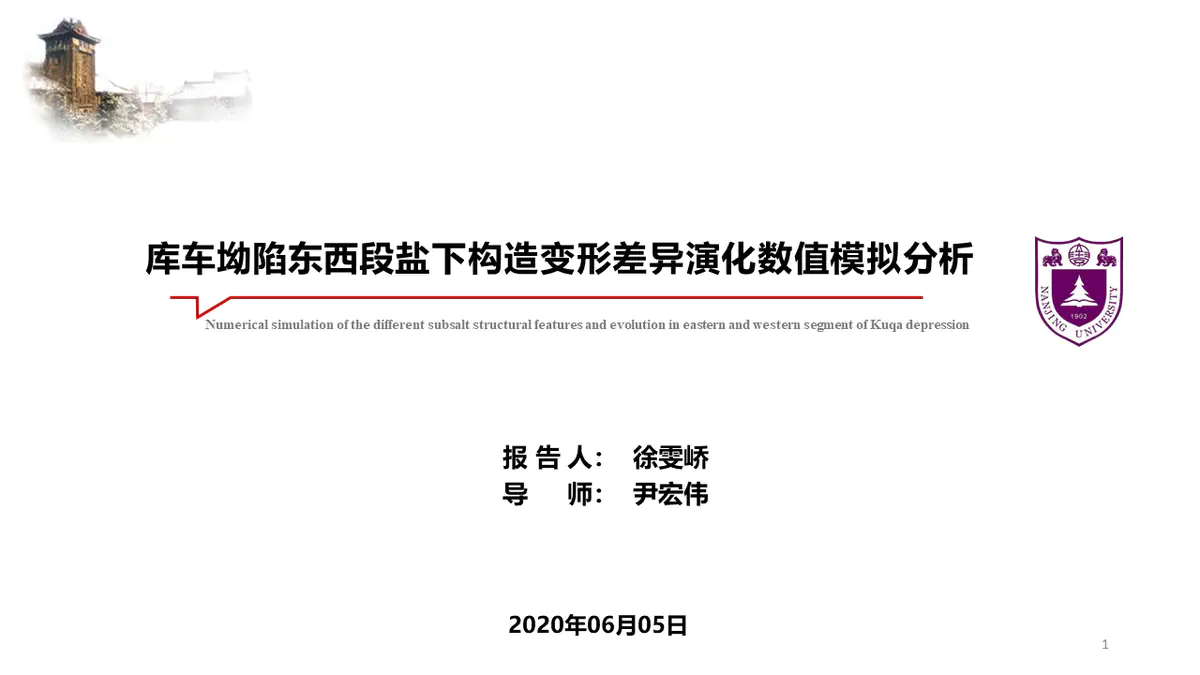 库车坳陷东西段盐下构造变形差异演化数值模拟分析
Numerical simulation of the different subsalt structural features and evolution in eastern and western segment of Kuqa depression
NANJING UNIVERSITY
1902
报 告 人： 徐雯峤
导 师： 尹宏伟
2020年06月05日
1